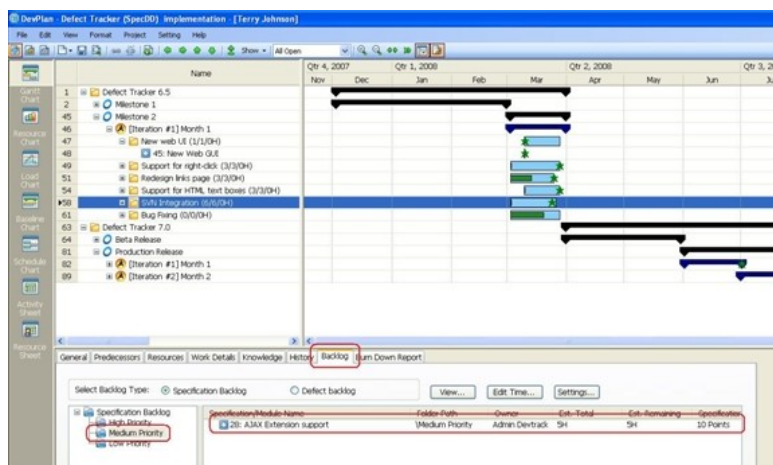 DevPlan - Defect Tracker (SpecDD) implementation - [Terry Johnson]
File Edit View Format Project Setting Help
Show - All Open
Gantt Chart
Resource Chart
Load Chart
Baseline Chart
Schedule Chart
Activity Sheet
Resource Sheet
Name
Qtr 4, 2007 Qtr 1, 2008 Qtr 2, 2008 Qtr 3, 2
Nov Dec Jan Feb Mar Apr May Jun
1 Defect Tracker 6.5
2 Milestone 1
45 Milestone 2
46 [Iteration #1] Month 1
47 New web UI (1/1/0H)
48 45: New Web GUI
49 Support for right-click (3/3/0H)
51 Redesign links page (3/3/0H)
54 Support for HTML text boxes (3/3/0H)
58 SVN Integration (6/6/0H)
61 Bug Fixing (0/0/0H)
63 Defect Tracker 7.0
64 Beta Release
81 Production Release
82 [Iteration #1] Month 1
89 [Iteration #2] Month 2
General Predecessors Resources Work Details Knowledge History Backlog Burn Down Report
Select Backlog Type: Specification Backlog Defect backlog View... Edit Time... Settings...
Specification Backlog
High Priority
Medium Priority
Low Priority
Specification/Module Name Folder Path Owner Est. Total Est. Remaining Specification
28: AJAX Extension support \Medium Priority Admin Devtrack 5H 5H 10 Points